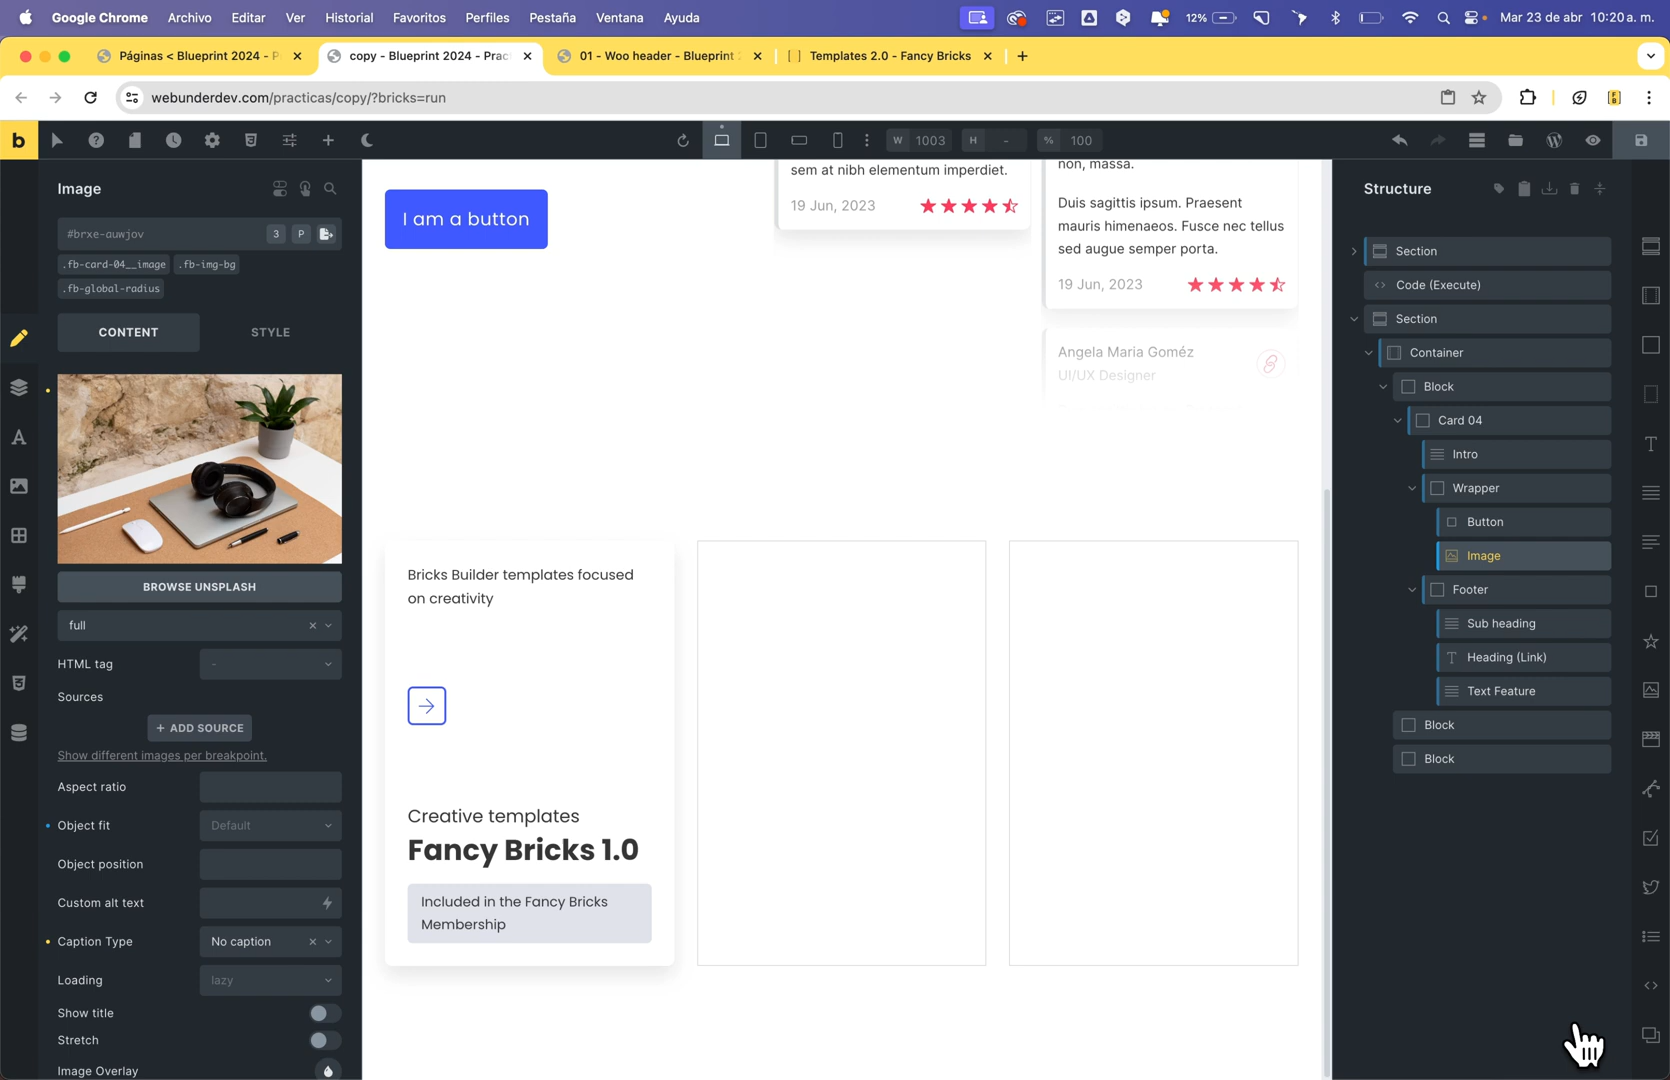 Google Chrome Archivo Editar Ver Historial Favoritos Perfiles Pestaña Ventana Ayuda 12% Mar 23 de abr 10:20 a. m.
Páginas < Blueprint 2024 - P
copy - Blueprint 2024 - Prac
01 - Woo header - Blueprint
Templates 2.0 - Fancy Bricks
webunderdev.com/practicas/copy/?bricks=run
b
W 1003 H - % 100
Image
#brxe-auwjov 3 P
.fb-card-04__image .fb-img-bg
.fb-global-radius
CONTENT STYLE
BROWSE UNSPLASH
full
HTML tag -
Sources
+ ADD SOURCE
Show different images per breakpoint.
Aspect ratio
Object fit Default
Object position
Custom alt text
Caption Type No caption
Loading lazy
Show title
Stretch
Image Overlay
I am a button
sem at nibh elementum imperdiet.
19 Jun, 2023
non, massa.
Duis sagittis ipsum. Praesent
mauris himenaeos. Fusce nec tellus
sed augue semper porta.
19 Jun, 2023
Angela Maria Goméz
UI/UX Designer
Bricks Builder templates focused
on creativity
Creative templates
Fancy Bricks 1.0
Included in the Fancy Bricks
Membership
Structure
Section
Code (Execute)
Section
Container
Block
Card 04
Intro
Wrapper
Button
Image
Footer
Sub heading
Heading (Link)
Text Feature
Block
Block